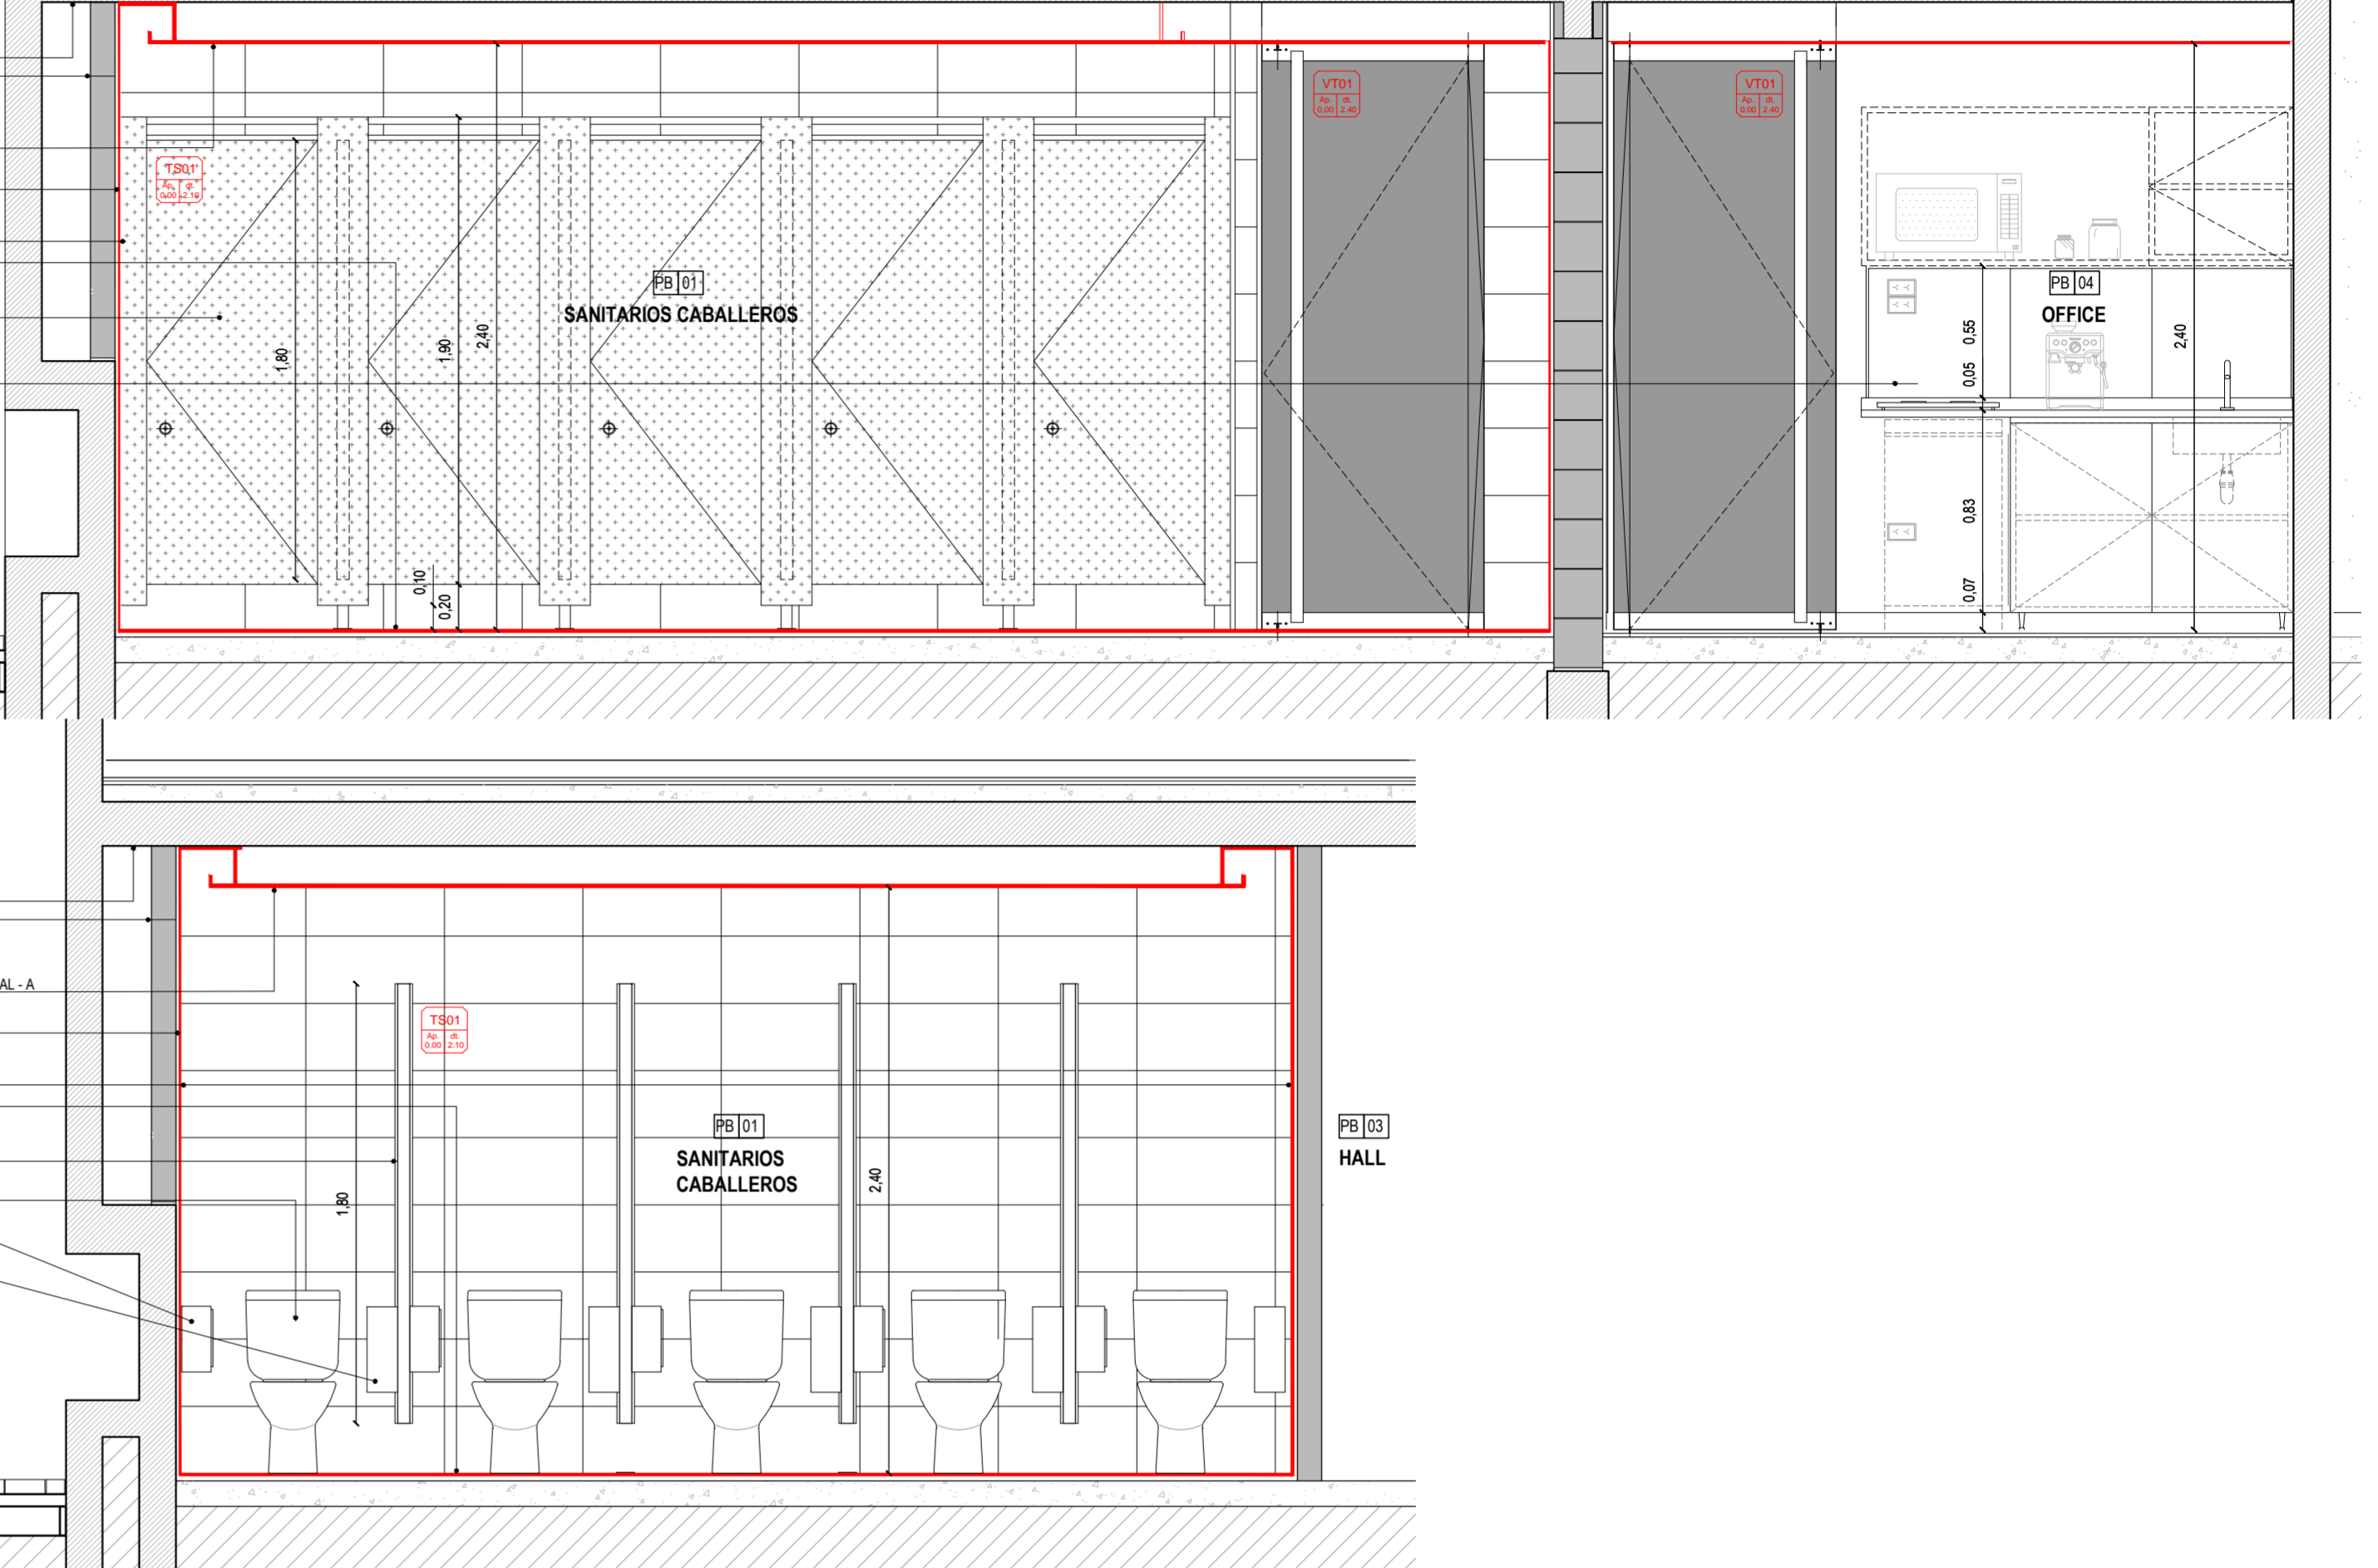 VT01
Ap. dt.
0.00 2.40
VT01
Ap. dt.
0.00 2.40
TS01
Ap. dt.
0.00 2.10
PB 01
SANITARIOS CABALLEROS
PB 04
OFFICE
1,80
1,90
2,40
0,10
0,20
0,55
0,05
0,83
0,07
2,40
AL - A
TS01
Ap. dt.
0.00 2.10
PB 01
SANITARIOS
CABALLEROS
1,80
2,40
PB 03
HALL